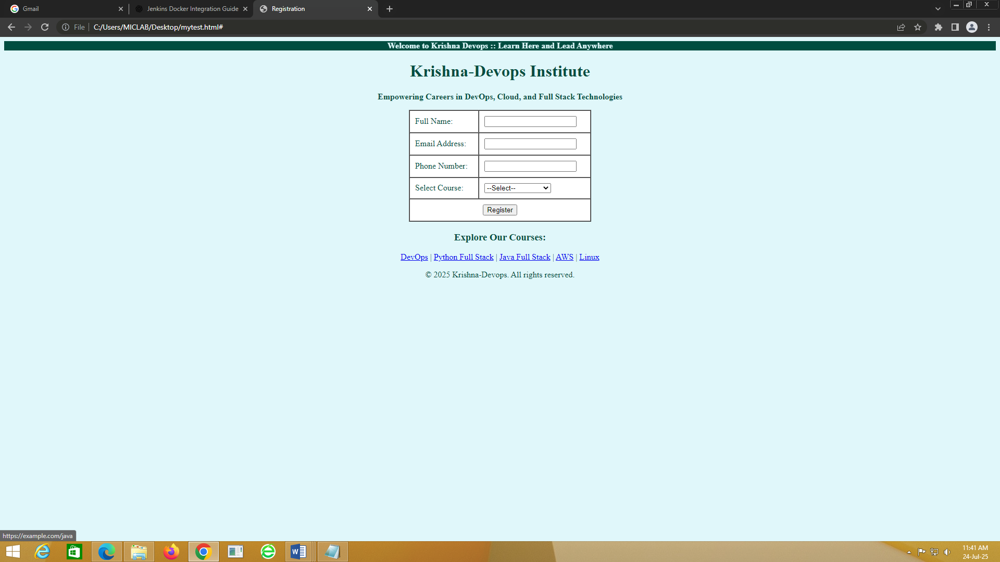 Gmail
Jenkins Docker Integration Guide
Registration
File
C:/Users/MICLAB/Desktop/mytest.html#
Welcome to Krishna Devops :: Learn Here and Lead Anywhere
Krishna-Devops Institute
Empowering Careers in DevOps, Cloud, and Full Stack Technologies
Full Name:
Email Address:
Phone Number:
Select Course: --Select--
Register
Explore Our Courses:
DevOps | Python Full Stack | Java Full Stack | AWS | Linux
© 2025 Krishna-Devops. All rights reserved.
https://example.com/java
11:41 AM
24-Jul-25